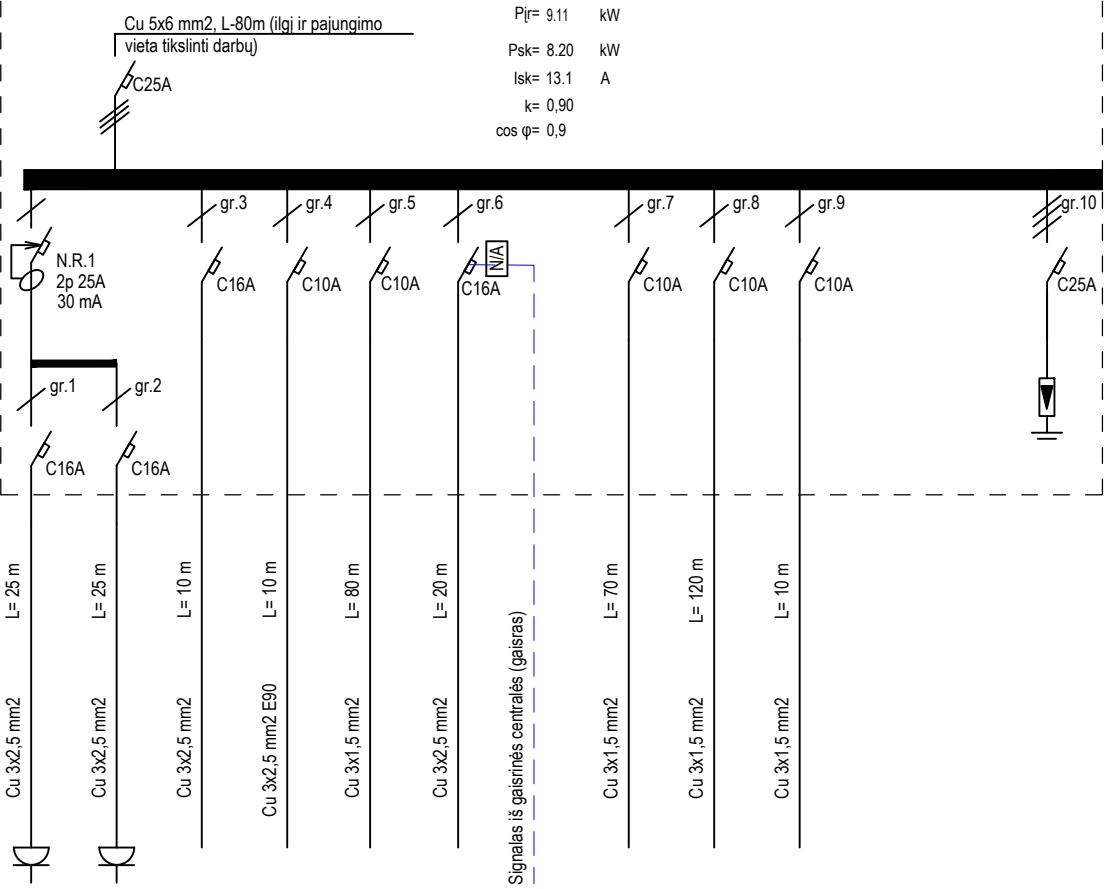 Cu 5x6 mm2, L-80m (ilgį ir pajungimo
vieta tikslinti darbų)
C25A
Pįr= 9.11 kW
Psk= 8.20 kW
Isk= 13.1 A
k= 0,90
cos φ= 0,9
gr.3
gr.4
gr.5
gr.6
gr.7
gr.8
gr.9
gr.10
N.R.1
2p 25A
30 mA
C16A
C10A
C10A
C16A
N/A
C10A
C10A
C10A
C25A
gr.1
gr.2
C16A
C16A
L= 25 m
L= 25 m
L= 10 m
L= 10 m
L= 80 m
L= 20 m
L= 70 m
L= 120 m
L= 10 m
Cu 3x2,5 mm2
Cu 3x2,5 mm2
Cu 3x2,5 mm2
Cu 3x2,5 mm2 E90
Cu 3x1,5 mm2
Cu 3x2,5 mm2
Signalas iš gaisrinės centralės (gaisras)
Cu 3x1,5 mm2
Cu 3x1,5 mm2
Cu 3x1,5 mm2